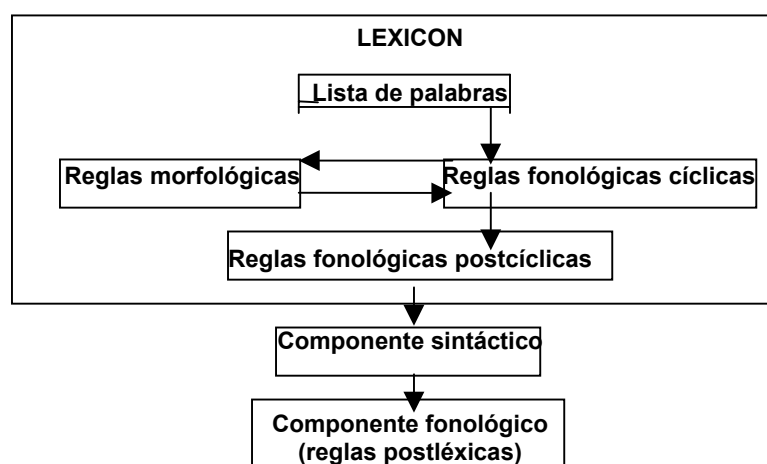 LEXICON
Lista de palabras
Reglas morfológicas
Reglas fonológicas cíclicas
Reglas fonológicas postcíclicas
Componente sintáctico
Componente fonológico
(reglas postléxicas)